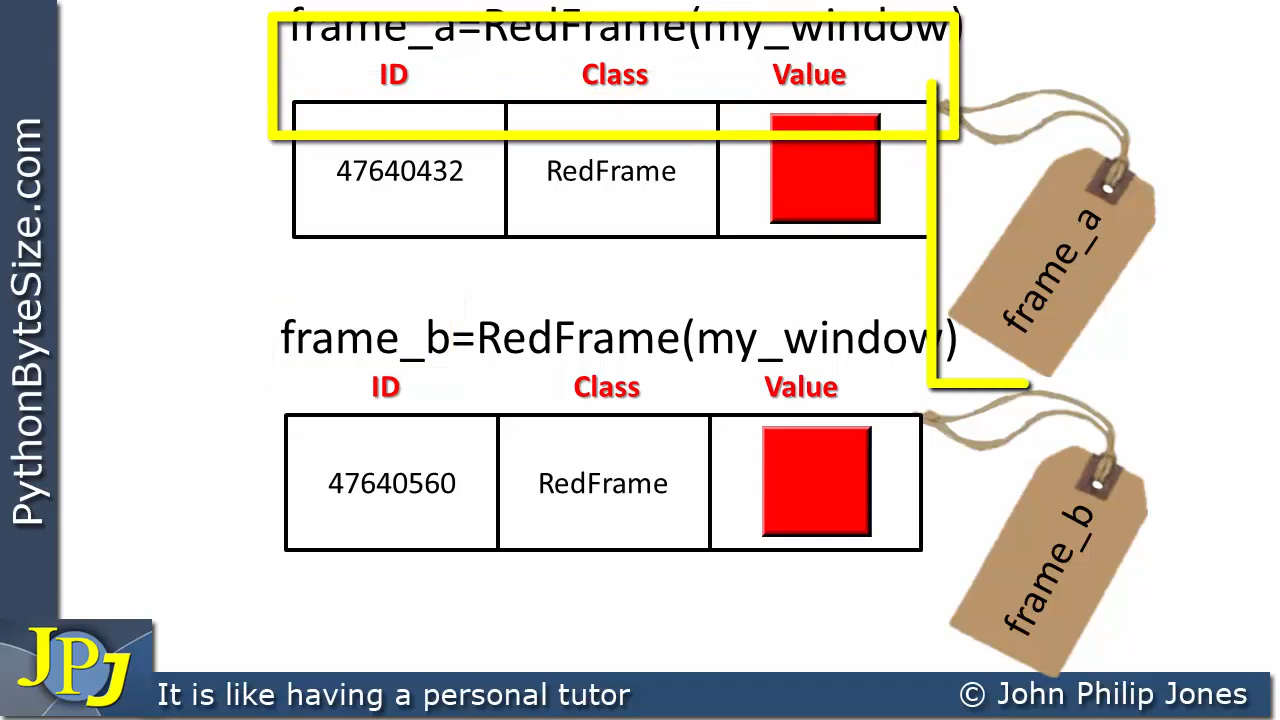 frame_a=RedFrame(my_window)
ID Class Value
47640432 RedFrame
frame_a
frame_b=RedFrame(my_window)
ID Class Value
47640560 RedFrame
frame_b
PythonByteSize.com
JPJ
It is like having a personal tutor
© John Philip Jones